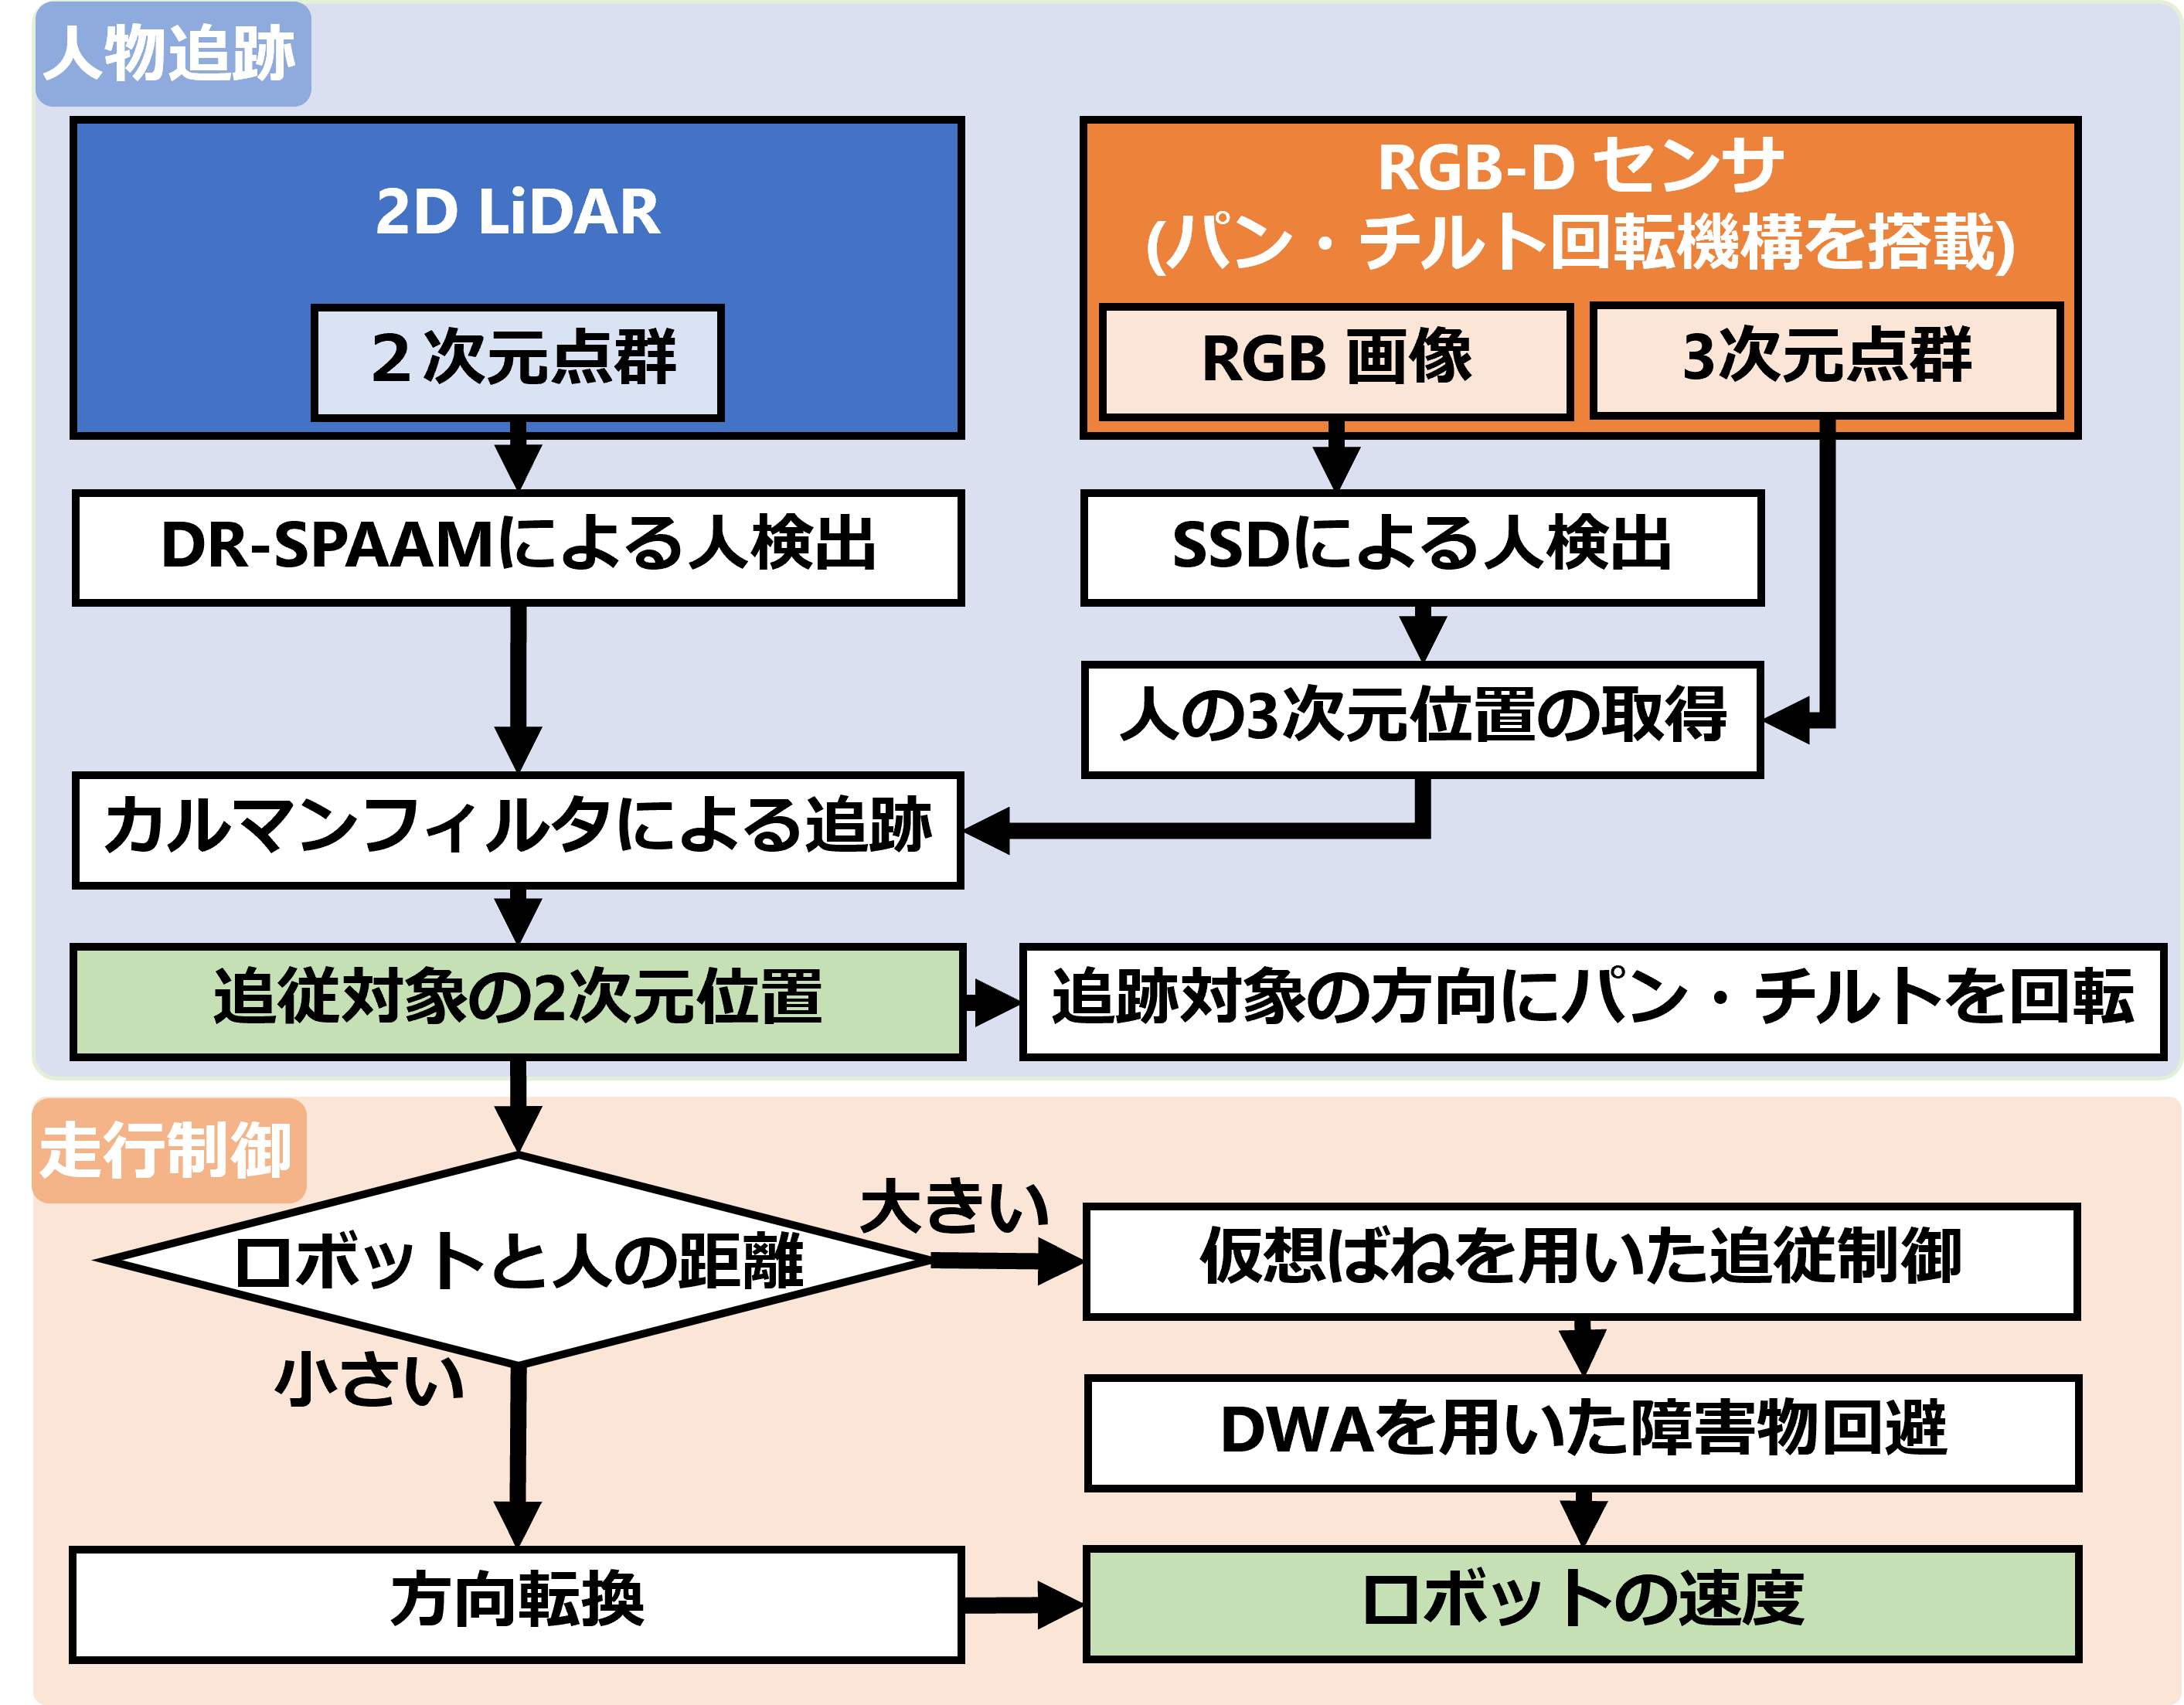 人物追跡
2D LiDAR
２次元点群
RGB-D センサ
(パン・チルト回転機構を搭載)
RGB 画像
3次元点群
DR-SPAAMによる人検出
SSDによる人検出
人の3次元位置の取得
カルマンフィルタによる追跡
追従対象の2次元位置
追跡対象の方向にパン・チルトを回転
走行制御
ロボットと人の距離
大きい
小さい
仮想ばねを用いた追従制御
DWAを用いた障害物回避
方向転換
ロボットの速度